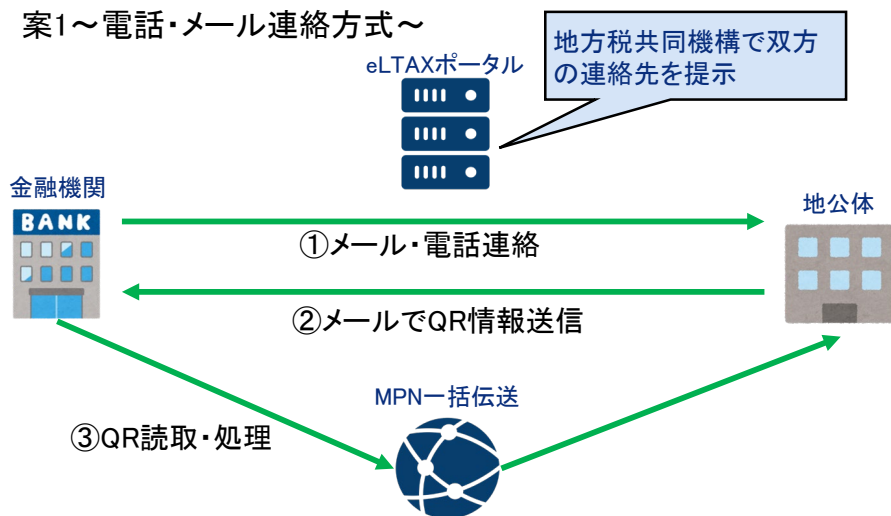 案1～電話・メール連絡方式～
eLTAXポータル
地方税共同機構で双方
の連絡先を提示
金融機関
BANK
地公体
①メール・電話連絡
②メールでQR情報送信
MPN一括伝送
③QR読取・処理